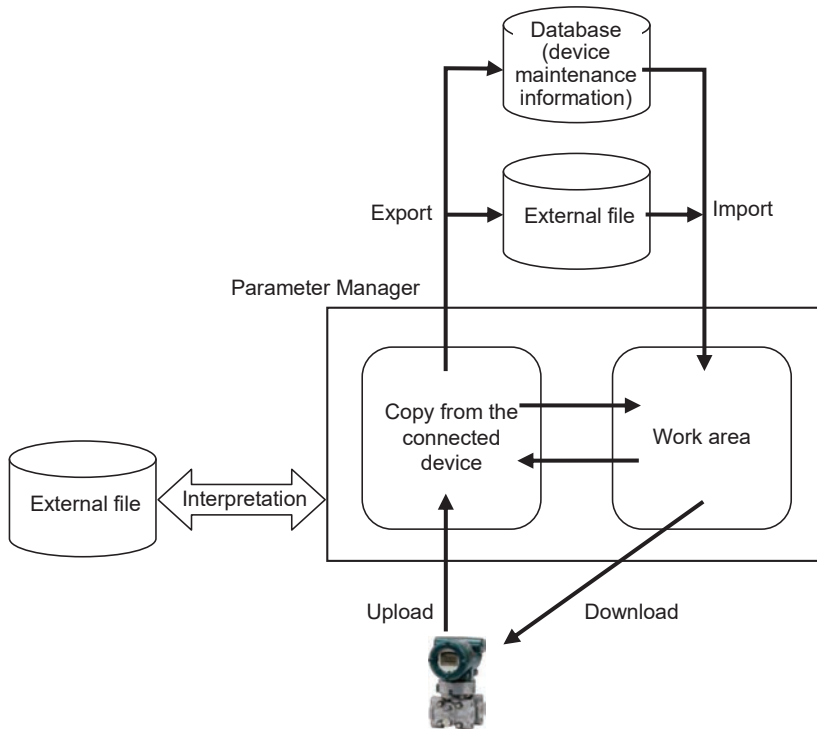 Database
(device
maintenance
information)
Export
External file
Import
Parameter Manager
Copy from the
connected
device
Work area
External file
Interpretation
Upload
Download